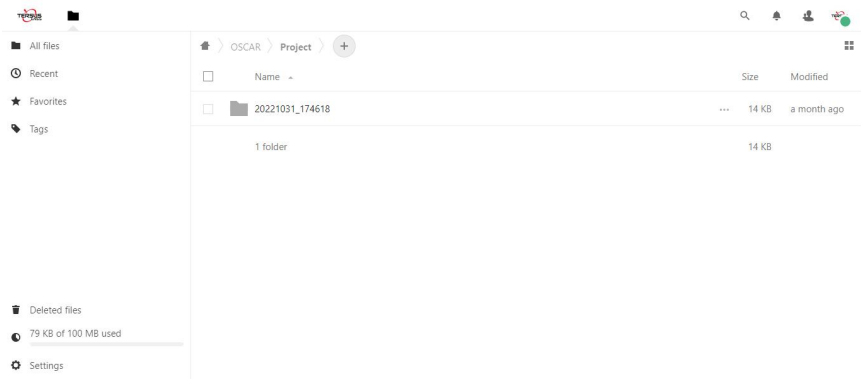 TERSUS
All files
OSCAR
Project
+
Recent
Name
Size
Modified
Favorites
20221031_174618
...
14 KB
a month ago
Tags
1 folder
14 KB
Deleted files
79 KB of 100 MB used
Settings